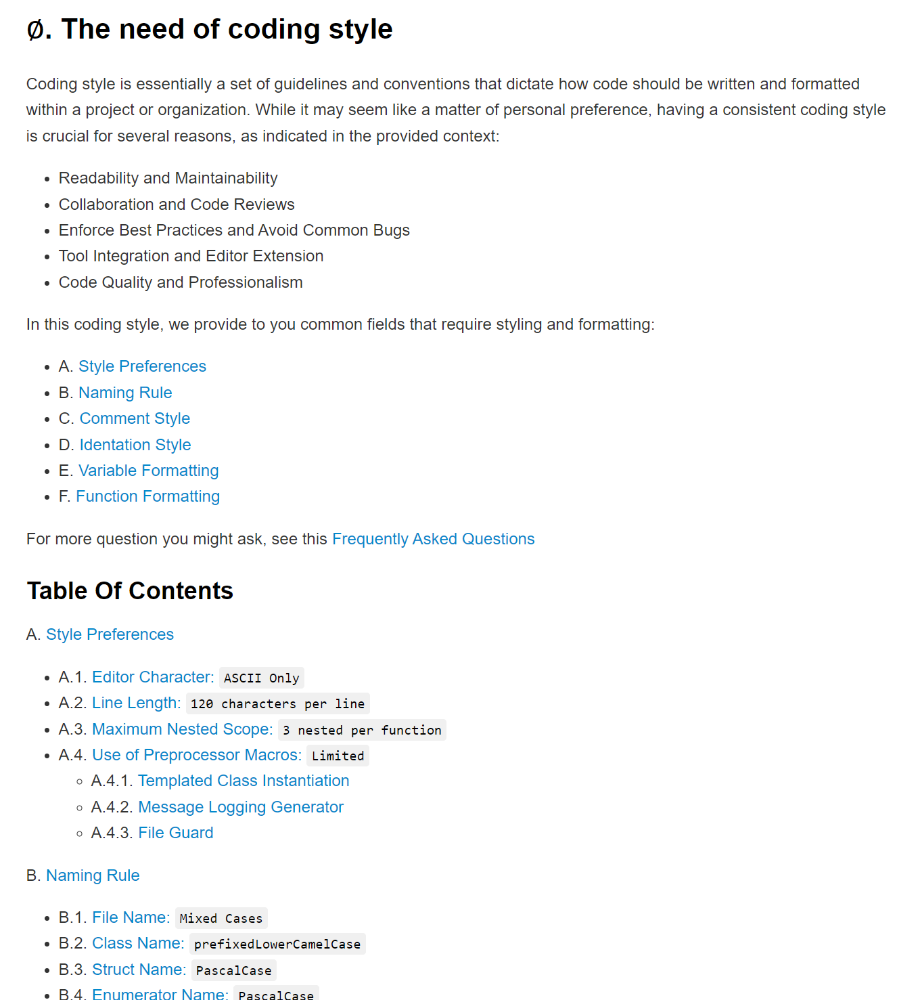 ∅. The need of coding style
Coding style is essentially a set of guidelines and conventions that dictate how code should be written and formatted
within a project or organization. While it may seem like a matter of personal preference, having a consistent coding style
is crucial for several reasons, as indicated in the provided context:
• Readability and Maintainability
• Collaboration and Code Reviews
• Enforce Best Practices and Avoid Common Bugs
• Tool Integration and Editor Extension
• Code Quality and Professionalism
In this coding style, we provide to you common fields that require styling and formatting:
• A. Style Preferences
• B. Naming Rule
• C. Comment Style
• D. Identation Style
• E. Variable Formatting
• F. Function Formatting
For more question you might ask, see this Frequently Asked Questions
Table Of Contents
A. Style Preferences
• A.1. Editor Character: ASCII Only
• A.2. Line Length: 120 characters per line
• A.3. Maximum Nested Scope: 3 nested per function
• A.4. Use of Preprocessor Macros: Limited
◦ A.4.1. Templated Class Instantiation
◦ A.4.2. Message Logging Generator
◦ A.4.3. File Guard
B. Naming Rule
• B.1. File Name: Mixed Cases
• B.2. Class Name: prefixedLowerCamelCase
• B.3. Struct Name: PascalCase
• B.4. Enumerator Name: PascalCase